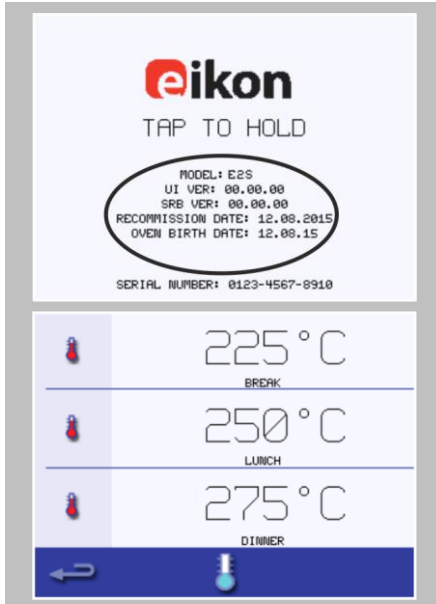 eikon
TAP TO HOLD
MODEL: E2S
UI VER: 00.00.00
SRB VER: 00.00.00
RECOMMISSION DATE: 12.08.2015
OVEN BIRTH DATE: 12.08.15
SERIAL NUMBER: 0123-4567-8910
225°C
BREAK
250°C
LUNCH
275°C
DINNER